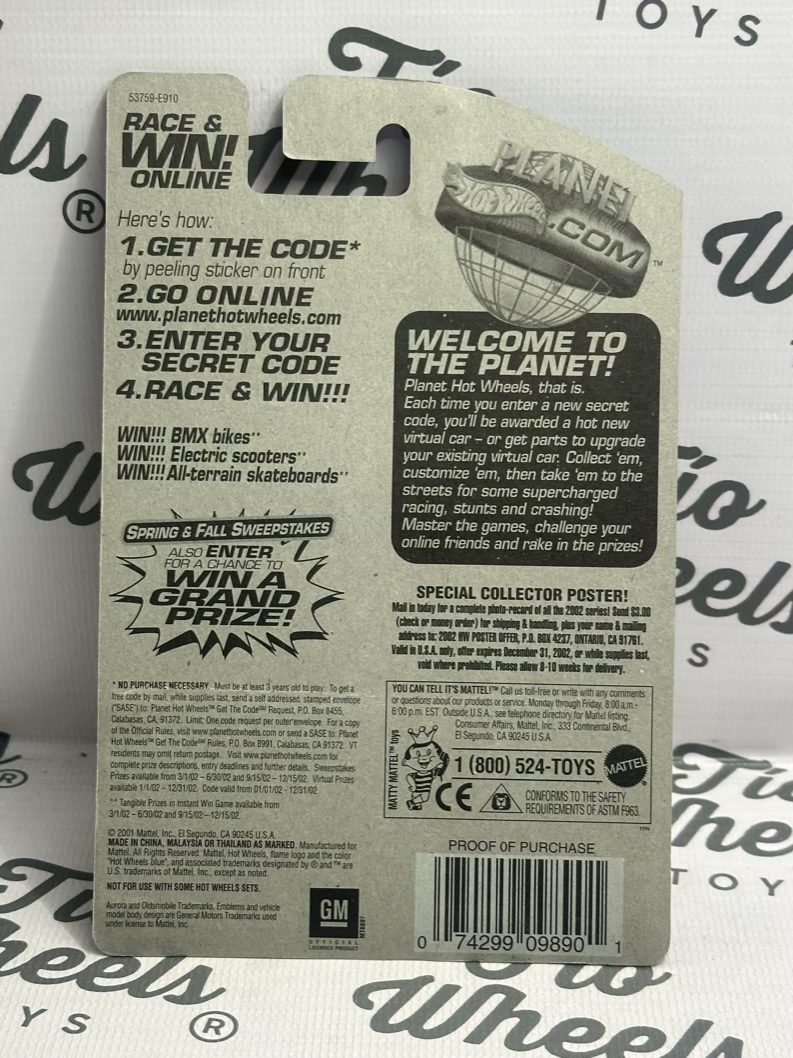 TOYS
53759-E910
RACE &
WIN!
ONLINE
Here's how:
1.GET THE CODE*
by peeling sticker on front
2.GO ONLINE
www.planethotwheels.com
3.ENTER YOUR
SECRET CODE
4.RACE & WIN!!!
WIN!!! BMX bikes**
WIN!!! Electric scooters**
WIN!!! All-terrain skateboards**
SPRING & FALL SWEEPSTAKES
ALSO ENTER
FOR A CHANCE TO
WIN A
GRAND
PRIZE!
* NO PURCHASE NECESSARY. Must be at least 3 years old to play. To get a
free code by mail, while supplies last, send a self addressed, stamped envelope
("SASE") to: Planet Hot Wheels™ Get The Code℠ Request, P.O. Box 8455,
Calabasas, CA, 91372. Limit: One code request per outer envelope. For a copy
of the Official Rules, visit www.planethotwheels.com or send a SASE to: Planet
Hot Wheels™ Get The Code℠ Rules, P.O. Box 8991, Calabasas, CA 91372. VT
residents may omit return postage. Visit www.planethotwheels.com for
complete prize descriptions, entry deadlines and further details. Sweepstakes
Prizes available from 3/1/02 – 6/30/02 and 9/15/02 – 12/15/02. Virtual Prizes
available 1/1/02 – 12/31/02. Code valid from 01/01/02 - 12/31/02.
** Tangible Prizes in Instant Win Game available from
3/1/02 – 6/30/02 and 9/15/02 – 12/15/02.
© 2001 Mattel, Inc., El Segundo, CA 90245 U.S.A.
MADE IN CHINA, MALAYSIA OR THAILAND AS MARKED. Manufactured for
Mattel. All Rights Reserved. Mattel, Hot Wheels, flame logo and the color
"Hot Wheels blue", and associated trademarks designated by ® and ™ are
U.S. trademarks of Mattel, Inc., except as noted.
NOT FOR USE WITH SOME HOT WHEELS SETS.
Aurora and Oldsmobile Trademarks, Emblems and vehicle
model body design are General Motors Trademarks used
under license to Mattel, Inc.
GM
OFFICIAL
LICENSED PRODUCT
PLANET
HOT WHEELS
.COM™
WELCOME TO
THE PLANET!
Planet Hot Wheels, that is.
Each time you enter a new secret
code, you'll be awarded a hot new
virtual car – or get parts to upgrade
your existing virtual car. Collect 'em,
customize 'em, then take 'em to the
streets for some supercharged
racing, stunts and crashing!
Master the games, challenge your
online friends and rake in the prizes!
SPECIAL COLLECTOR POSTER!
Mail in today for a complete photo-record of all the 2002 series! Send $3.00
(check or money order) for shipping & handling, plus your name & mailing
address to: 2002 HW POSTER OFFER, P.O. BOX 4237, ONTARIO, CA 91761.
Valid in U.S.A. only, offer expires December 31, 2002, or while supplies last,
void where prohibited. Please allow 8-10 weeks for delivery.
YOU CAN TELL IT'S MATTEL!™ Call us toll-free or write with any comments
or questions about our products or service. Monday through Friday, 8:00 a.m.-
6:00 p.m. EST. Outside U.S.A., see telephone directory for Mattel listing.
Consumer Affairs, Mattel, Inc. 333 Continental Blvd.,
El Segundo, CA 90245 U.S.A.
MATTY MATTEL™ toys
1 (800) 524-TOYS
MATTEL
CE
CONFORMS TO THE SAFETY
REQUIREMENTS OF ASTM F963.
PROOF OF PURCHASE
0 74299 09890 1
Tío
Wheels
TOYS
®